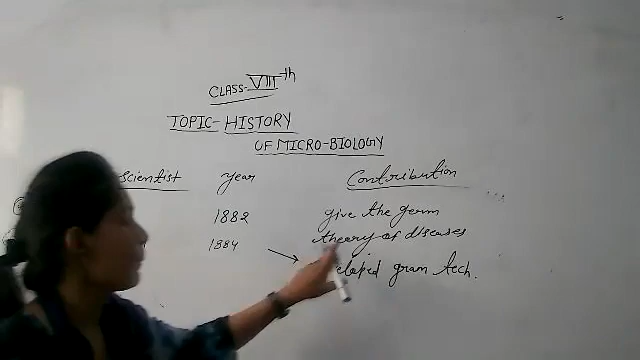 CLASS-VIIIth
TOPIC- HISTORY
OF MICRO-BIOLOGY
Scientist Year Contribution
1882 give the germ
theory of diseases
1884 gram tech.